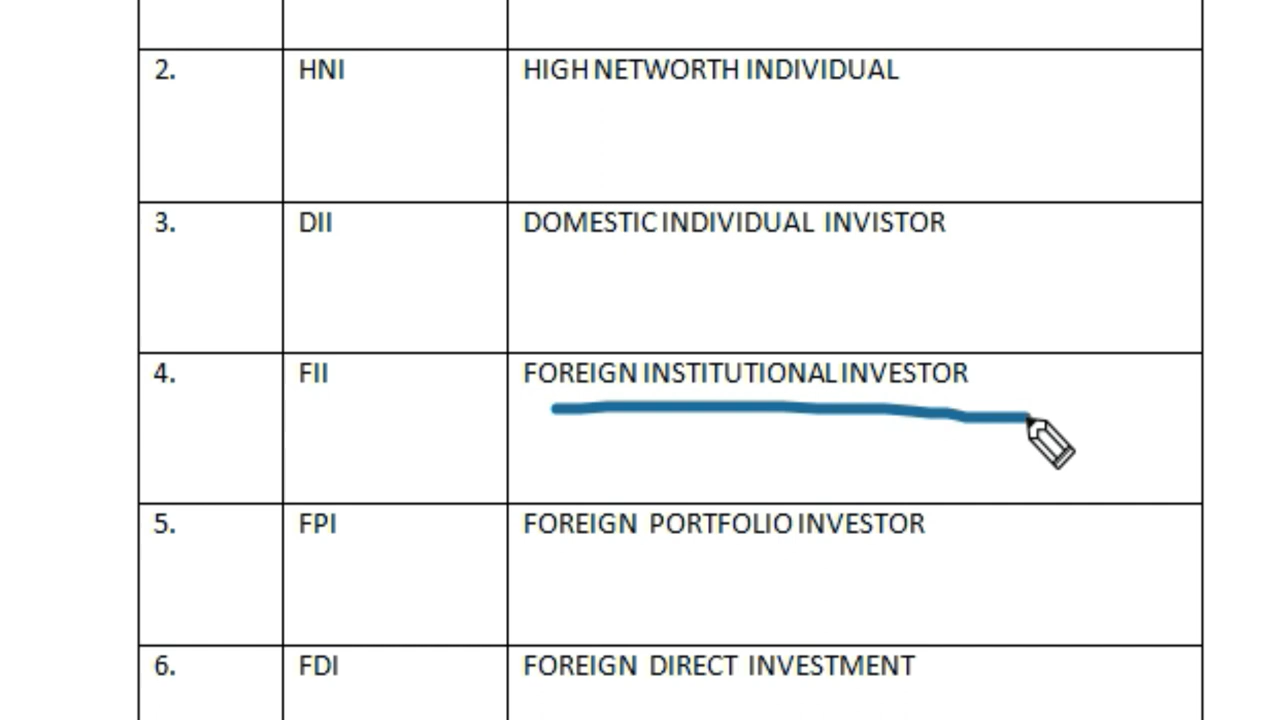 2. HNI HIGH NETWORTH INDIVIDUAL
3. DII DOMESTIC INDIVIDUAL INVISTOR
4. FII FOREIGN INSTITUTIONAL INVESTOR
5. FPI FOREIGN PORTFOLIO INVESTOR
6. FDI FOREIGN DIRECT INVESTMENT